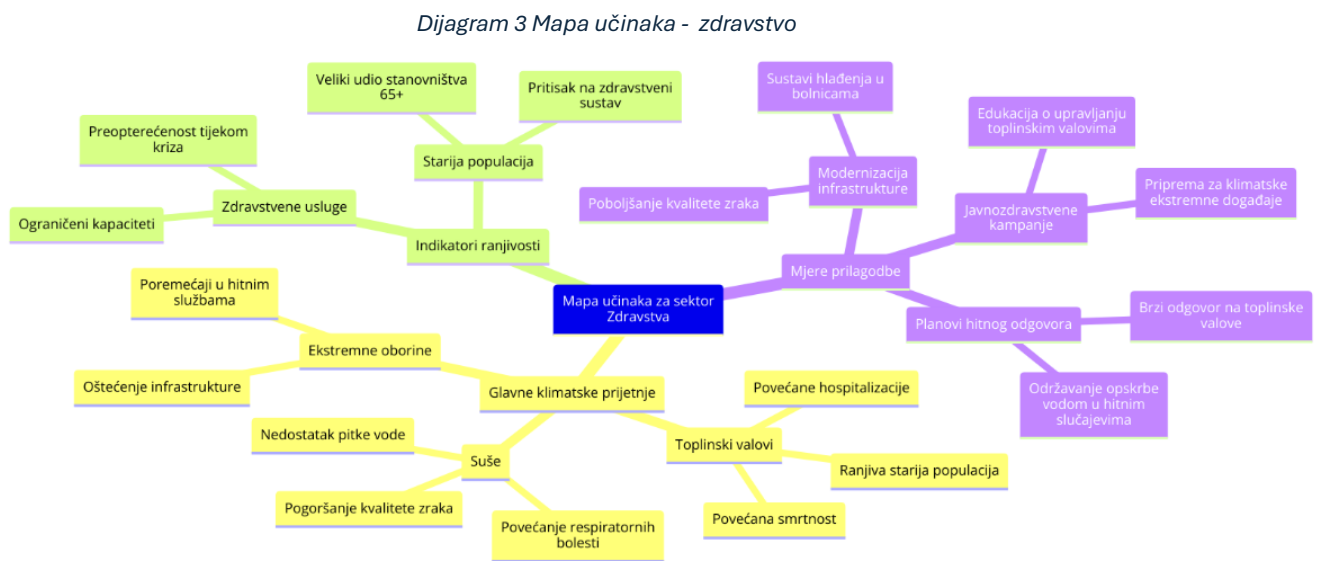 Dijagram 3 Mapa učinaka - zdravstvo
Veliki udio stanovništva
65+
Pritisak na zdravstveni
sustav
Preopterećenost tijekom
kriza
Starija populacija
Zdravstvene usluge
Ograničeni kapaciteti
Indikatori ranjivosti
Sustavi hlađenja u
bolnicama
Edukacija o upravljanju
toplinskim valovima
Modernizacija
infrastrukture
Poboljšanje kvalitete zraka
Javnozdravstvene
kampanje
Priprema za klimatske
ekstremne događaje
Mjere prilagodbe
Mapa učinaka za sektor
Zdravstva
Planovi hitnog odgovora
Brzi odgovor na toplinske
valove
Održavanje opskrbe
vodom u hitnim
slučajevima
Poremećaji u hitnim
službama
Ekstremne oborine
Oštećenje infrastrukture
Glavne klimatske prijetnje
Nedostatak pitke vode
Suše
Pogoršanje kvalitete zraka
Povećanje respiratornih
bolesti
Povećane hospitalizacije
Toplinski valovi
Ranjiva starija populacija
Povećana smrtnost